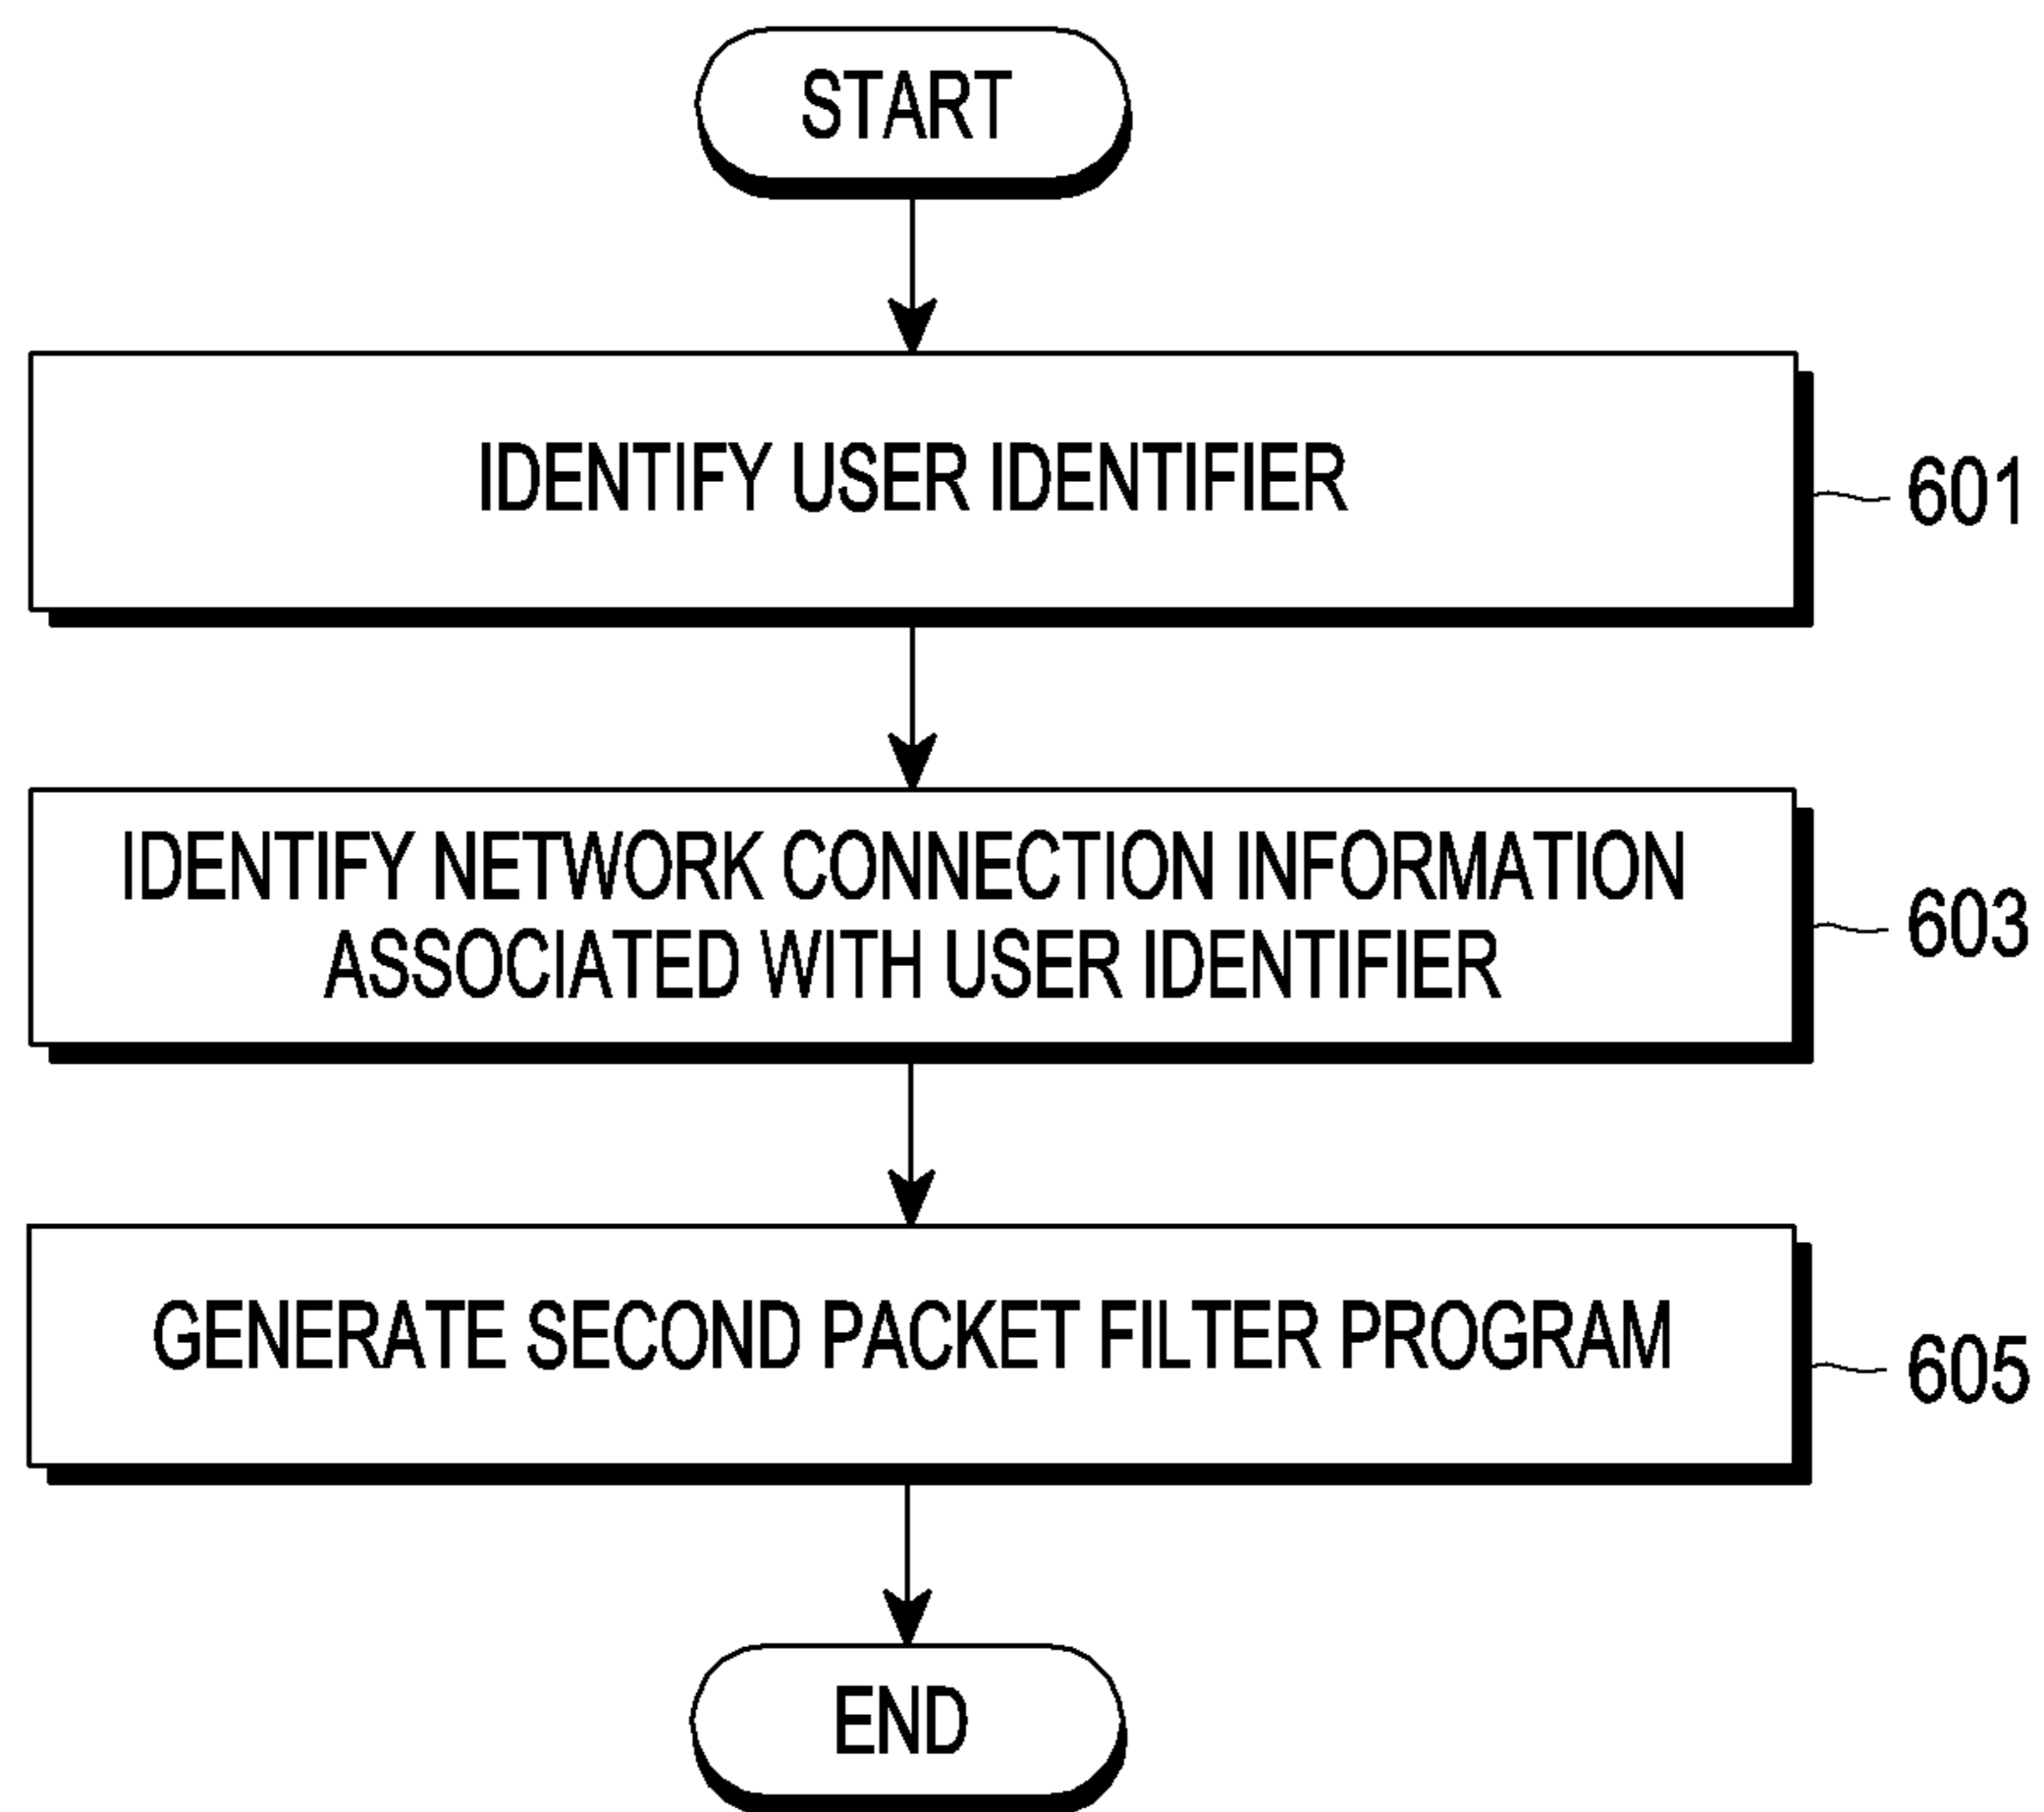 START
IDENTIFY USER IDENTIFIER
601
IDENTIFY NETWORK CONNECTION INFORMATION
ASSOCIATED WITH USER IDENTIFIER
603
GENERATE SECOND PACKET FILTER PROGRAM
605
END